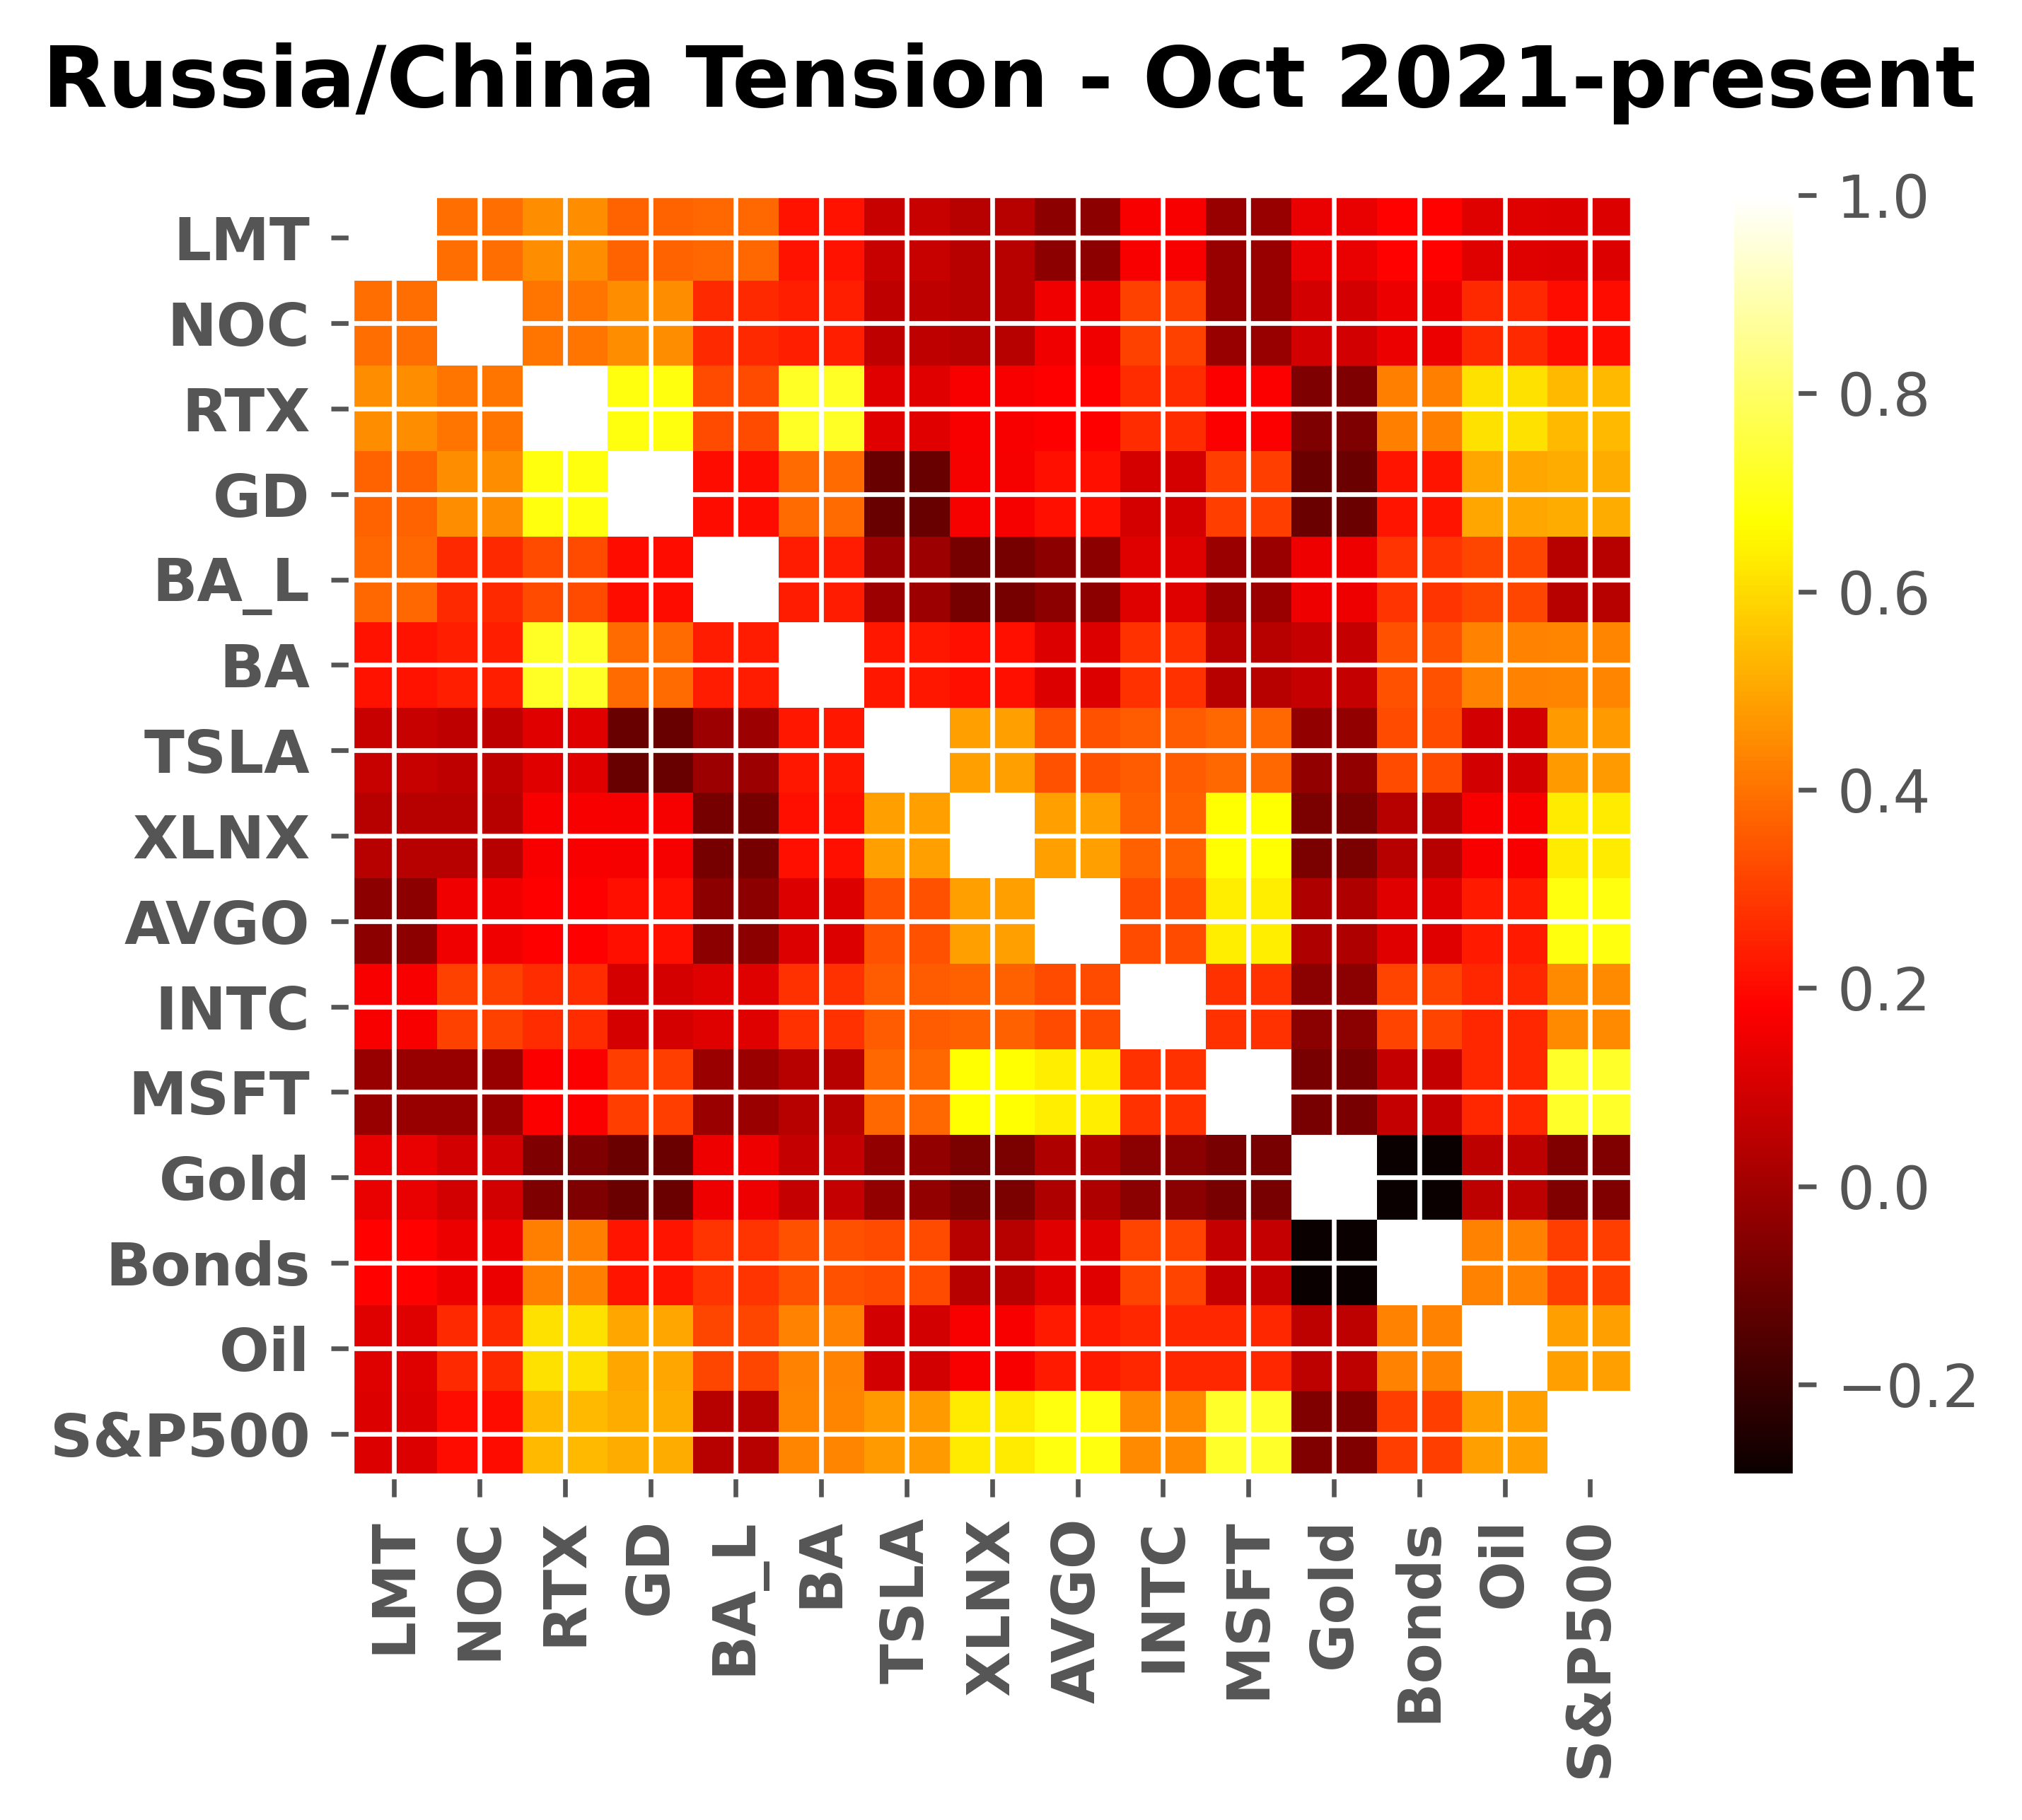 Russia/China Tension - Oct 2021-present
LMT
NOC
RTX
GD
BA_L
BA
TSLA
XLNX
AVGO
INTC
MSFT
Gold
Bonds
Oil
S&P500
1.0
0.8
0.6
0.4
0.2
0.0
−0.2
LMT NOC RTX GD BA_L BA TSLA XLNX AVGO INTC MSFT Gold Bonds Oil S&P500